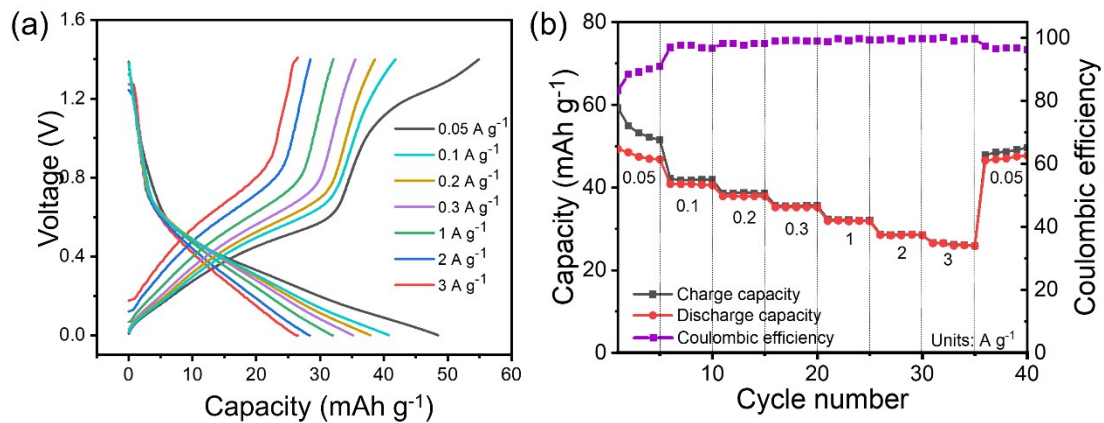 (a)
1.6
1.2
0.8
0.4
0.0
Voltage (V)
0.05 A g⁻¹
0.1 A g⁻¹
0.2 A g⁻¹
0.3 A g⁻¹
1 A g⁻¹
2 A g⁻¹
3 A g⁻¹
0 10 20 30 40 50 60
Capacity (mAh g⁻¹)
(b)
80
60
40
20
0
Capacity (mAh g⁻¹)
0.05
0.1
0.2
0.3
1
2
3
0.05
Charge capacity
Discharge capacity
Coulombic efficiency
Units: A g⁻¹
100
80
60
40
20
0
Coulombic efficiency
10 20 30 40
Cycle number